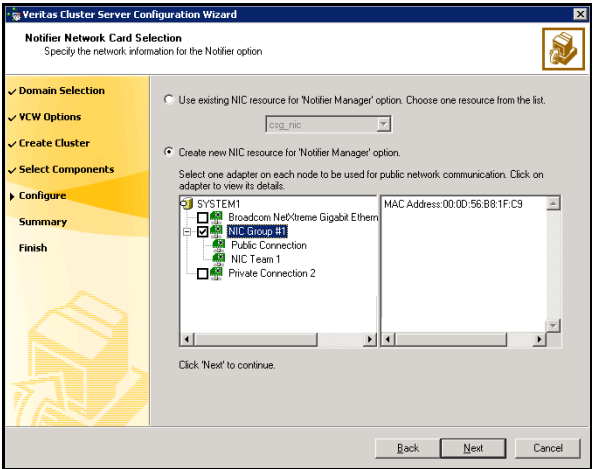 Veritas Cluster Server Configuration Wizard
Notifier Network Card Selection
Specify the network information for the Notifier option
Domain Selection
VCW Options
Create Cluster
Select Components
Configure
Summary
Finish
Use existing NIC resource for 'Notifier Manager' option. Choose one resource from the list.
csg_nic
Create new NIC resource for 'Notifier Manager' option.
Select one adapter on each node to be used for public network communication. Click on
adapter to view its details.
SYSTEM1
Broadcom NetXtreme Gigabit Ethern
NIC Group #1
Public Connection
NIC Team 1
Private Connection 2
MAC Address:00:0D:56:B8:1F:C9
Click 'Next' to continue.
Back
Next
Cancel